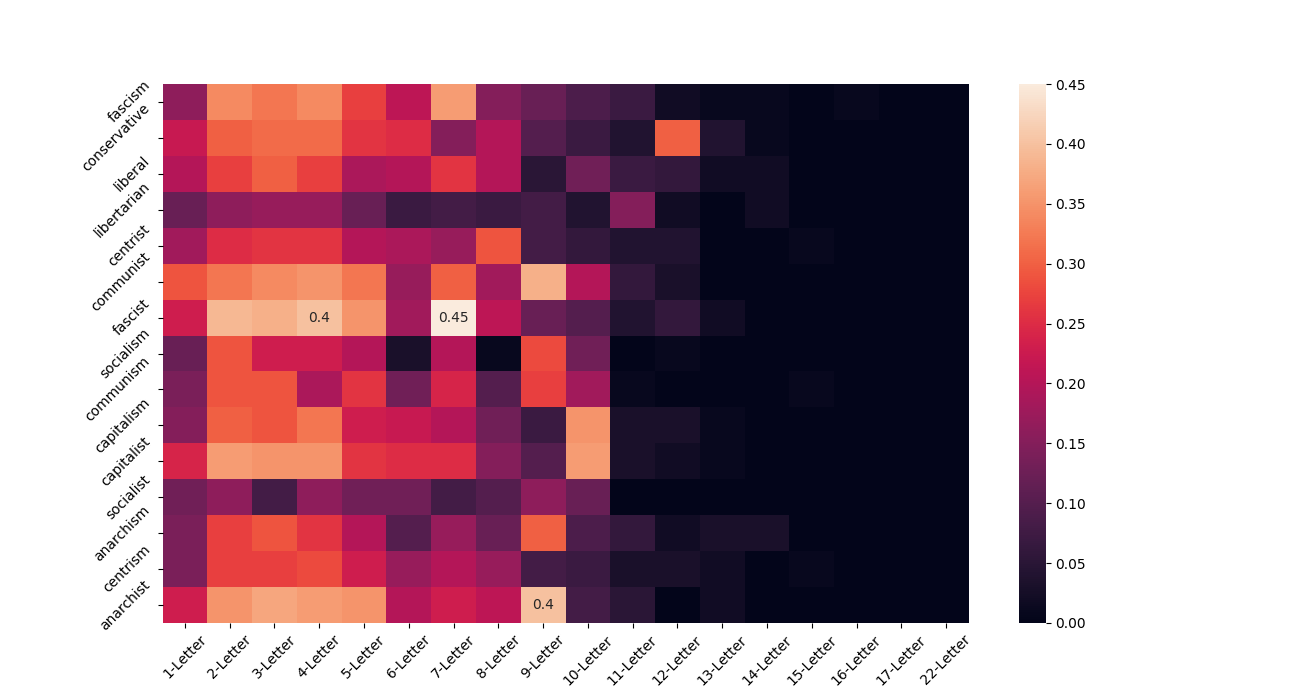 fascism
conservative
liberal
libertarian
centrist
communist
fascist
socialism
communism
capitalism
capitalist
socialist
anarchism
centrism
anarchist
0.4
0.45
0.4
1-Letter
2-Letter
3-Letter
4-Letter
5-Letter
6-Letter
7-Letter
8-Letter
9-Letter
10-Letter
11-Letter
12-Letter
13-Letter
14-Letter
15-Letter
16-Letter
17-Letter
22-Letter
0.45
0.40
0.35
0.30
0.25
0.20
0.15
0.10
0.05
0.00